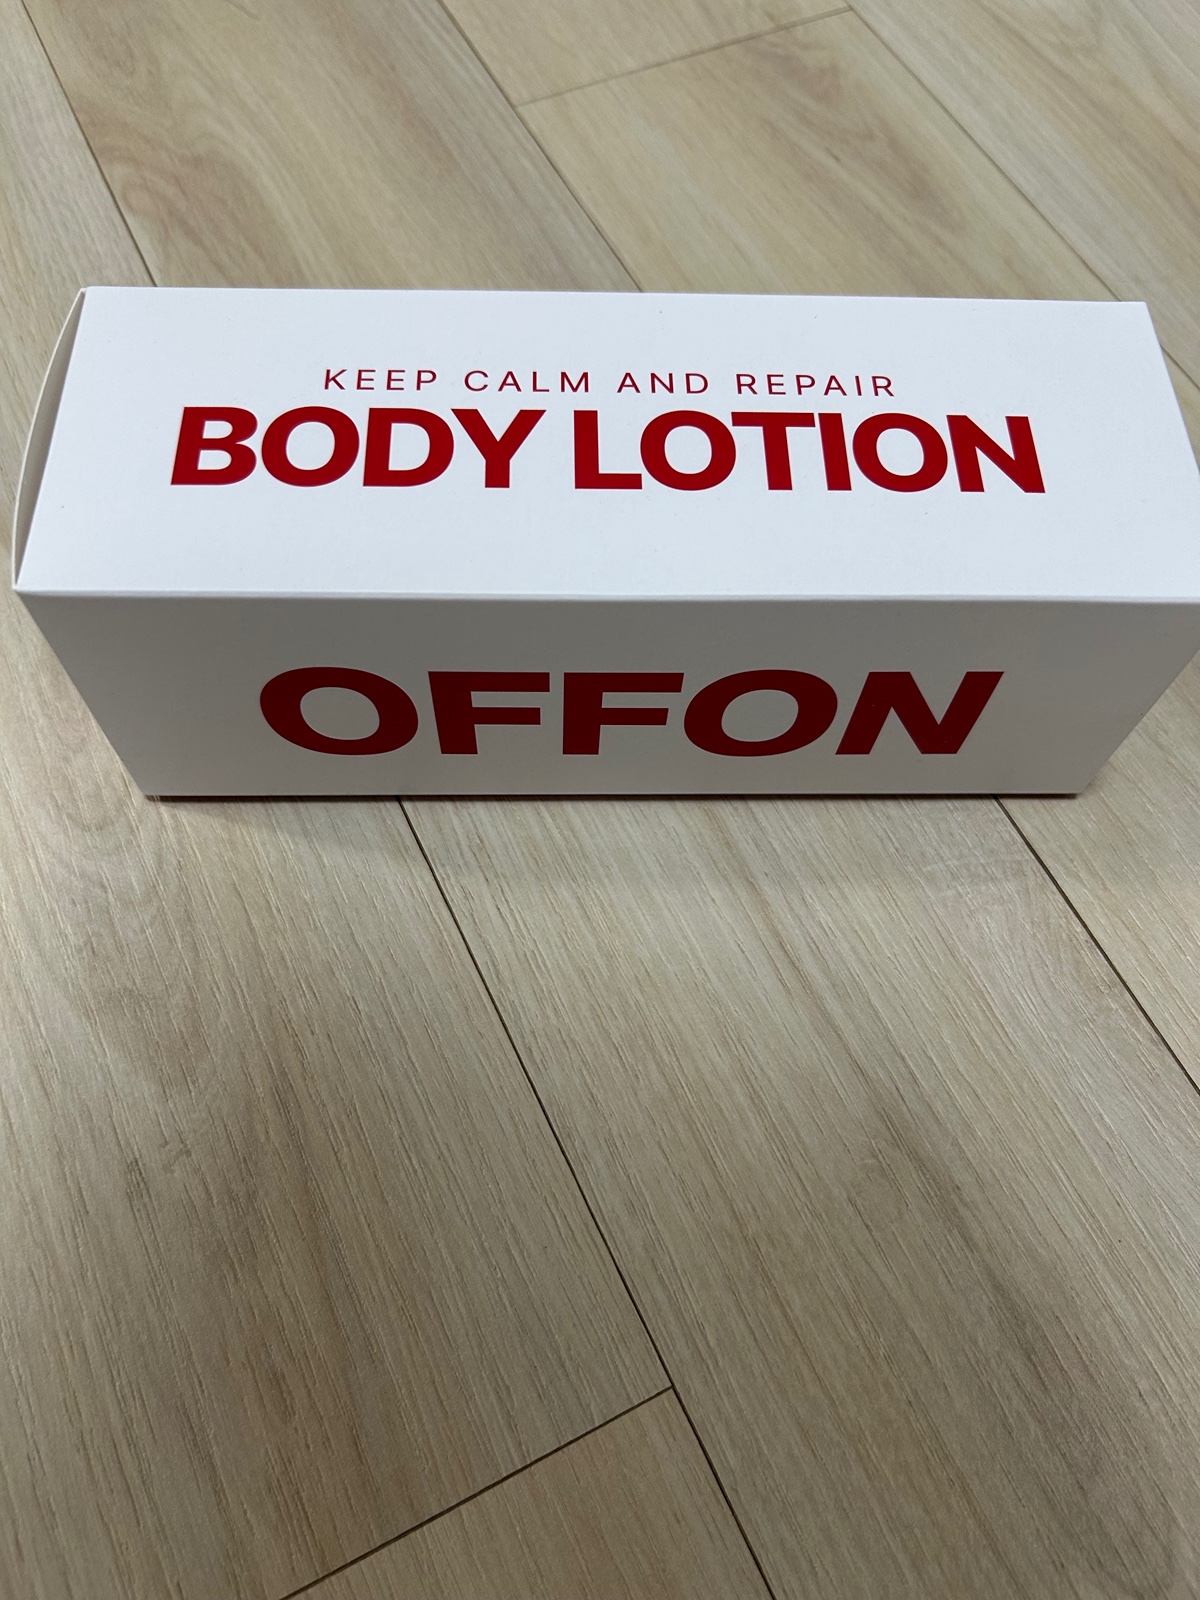 KEEP CALM AND REPAIR
BODY LOTION
OFFON